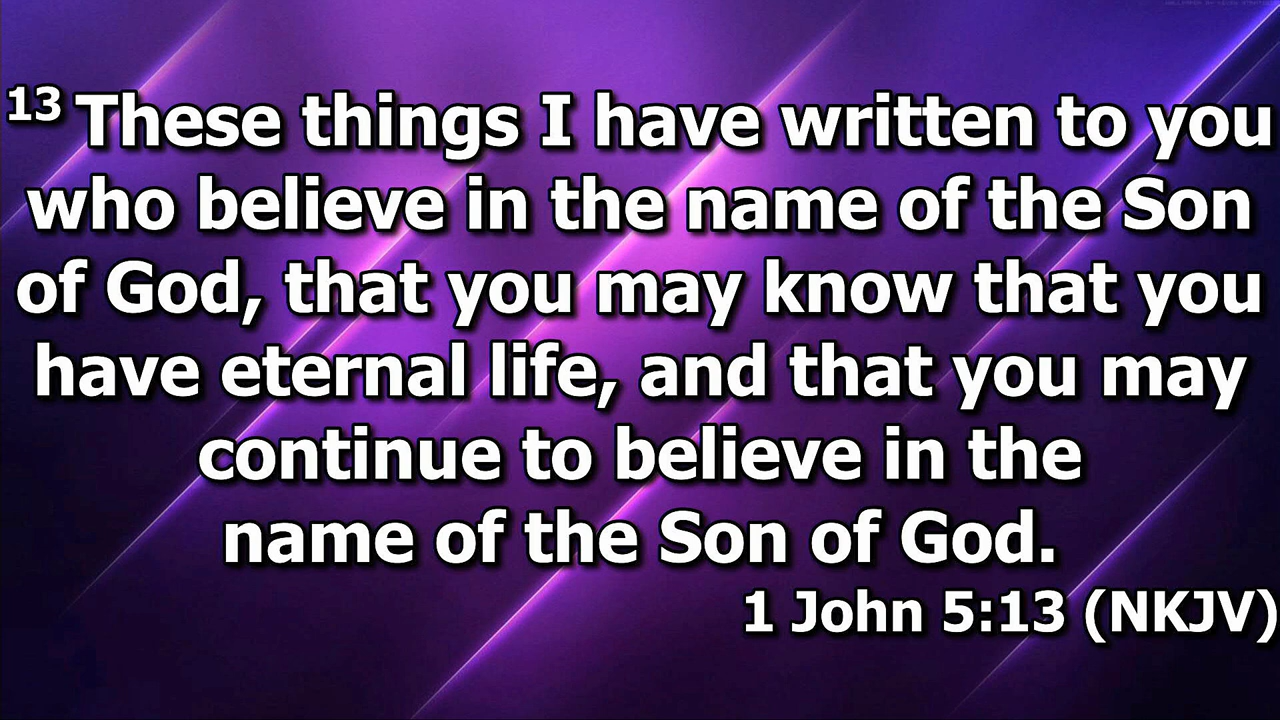 13 These things I have written to you
who believe in the name of the Son
of God, that you may know that you
have eternal life, and that you may
continue to believe in the
name of the Son of God.
1 John 5:13 (NKJV)